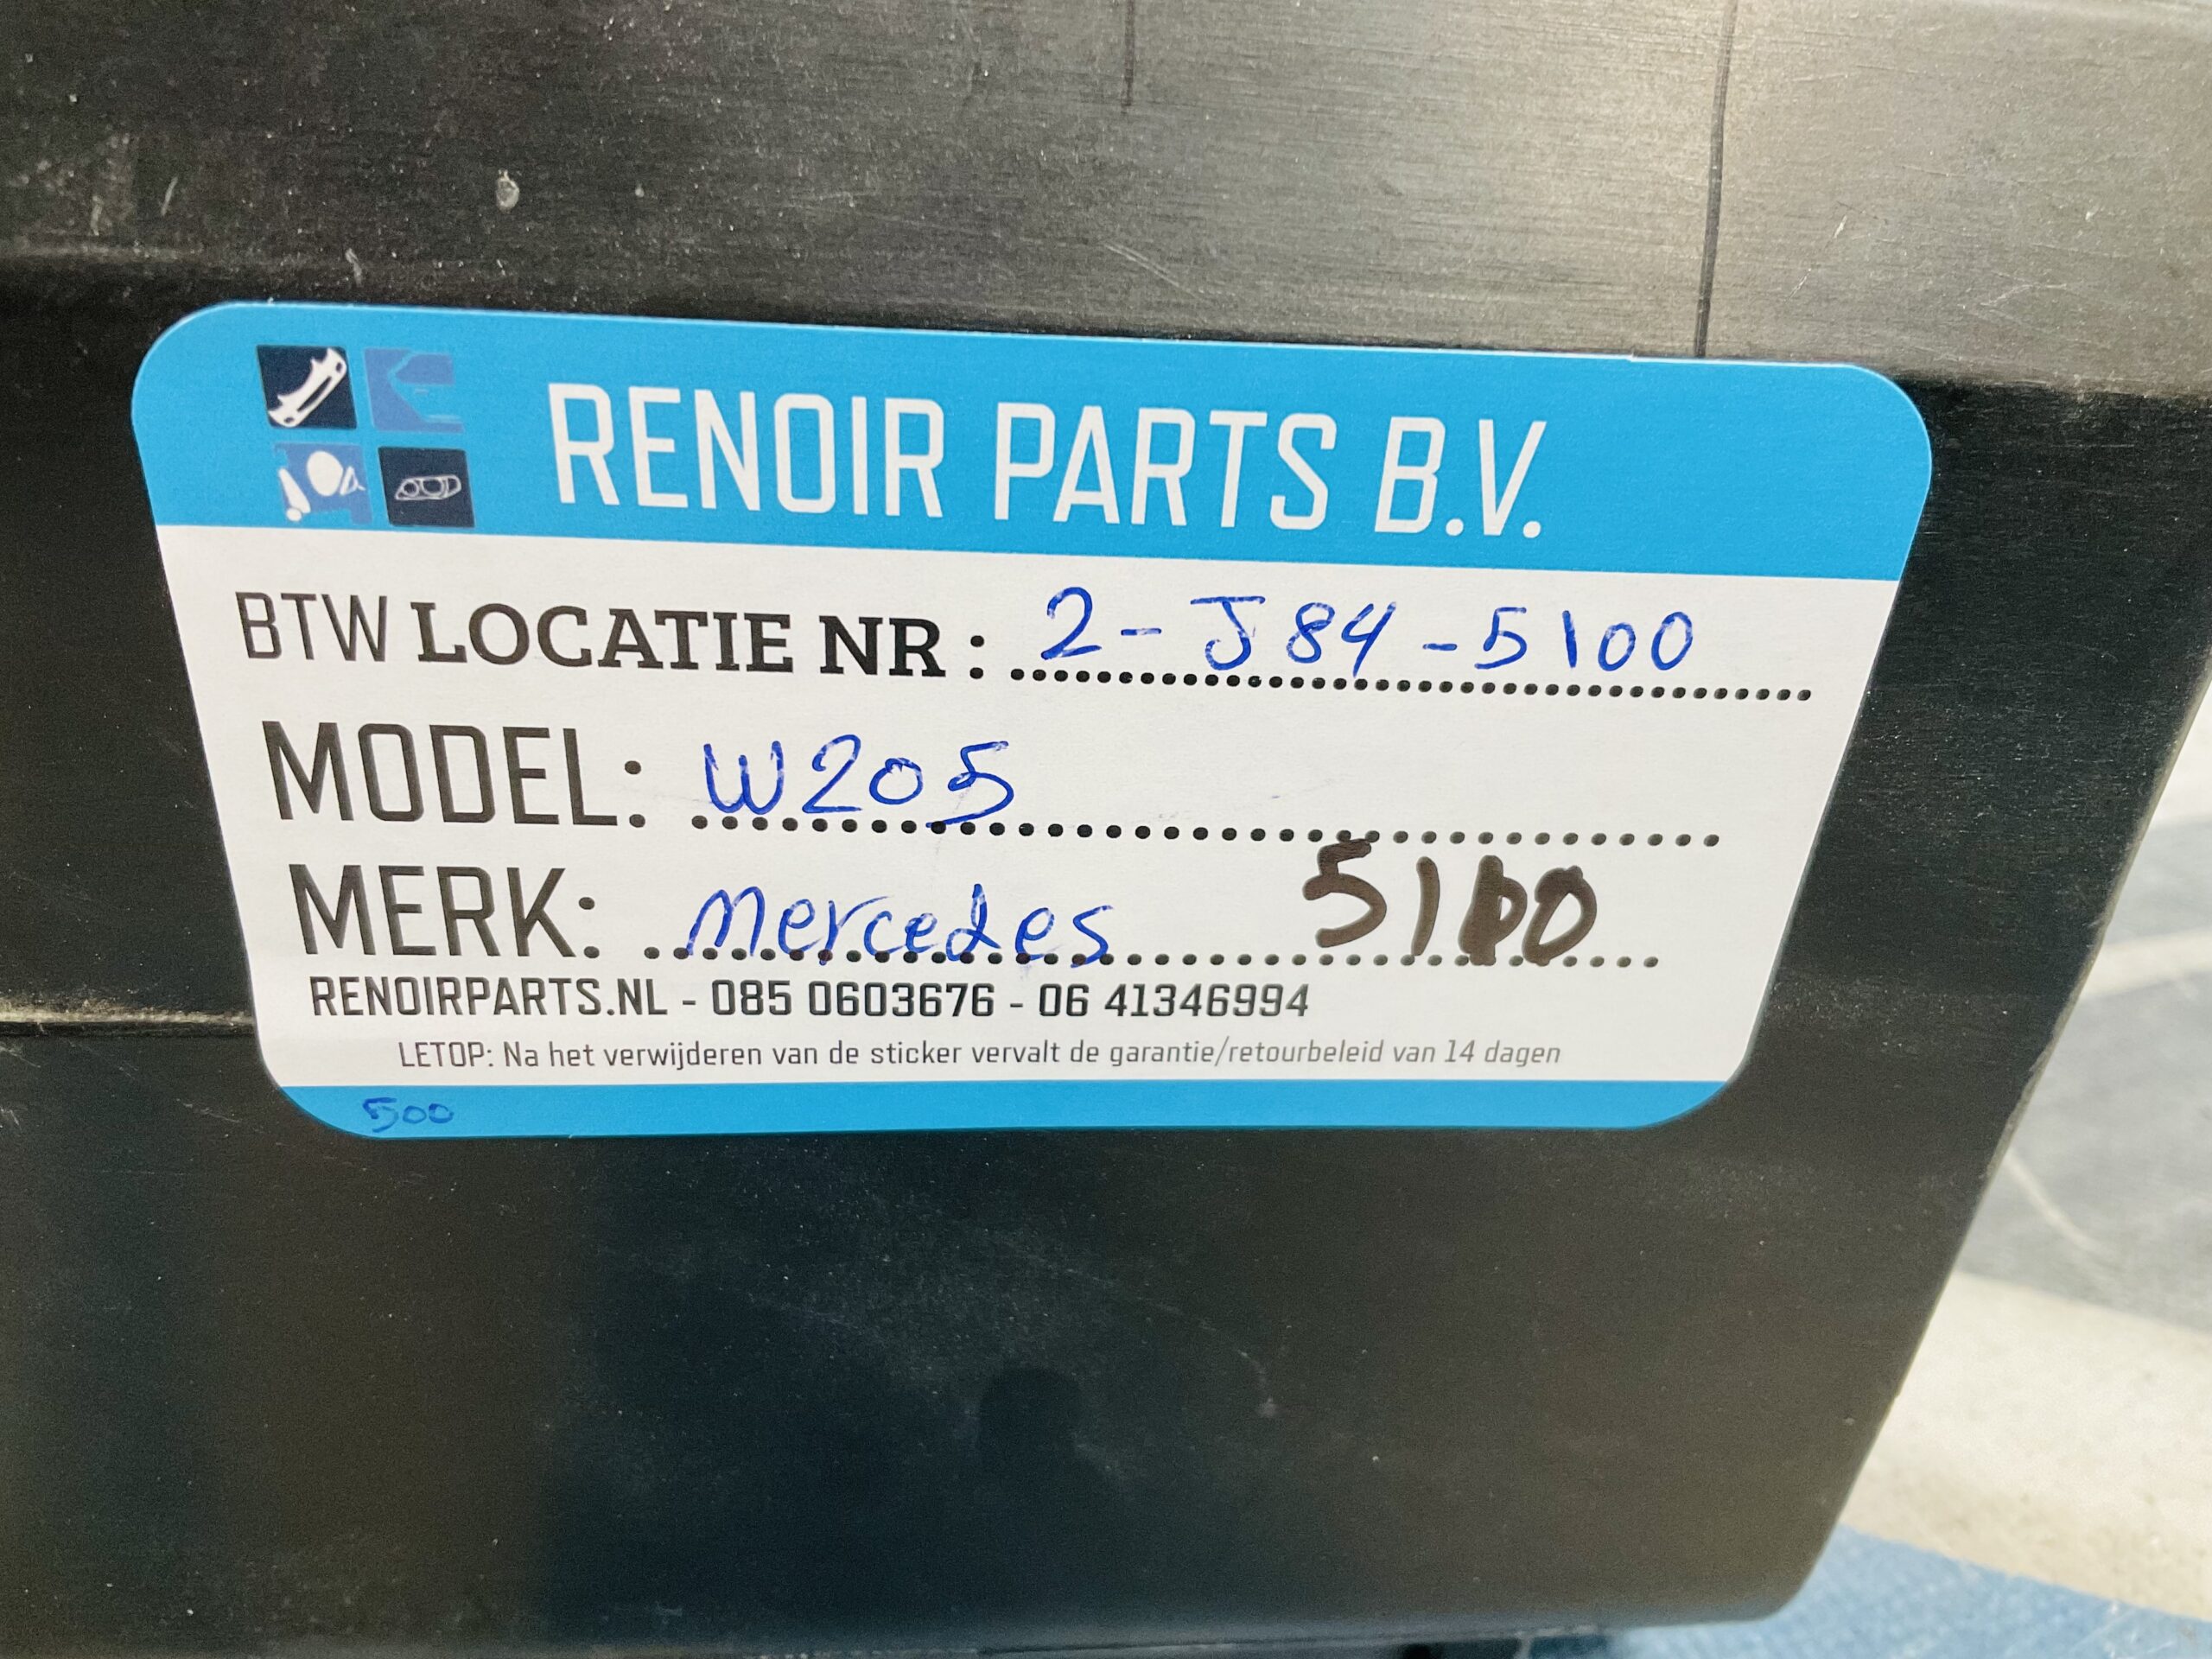 RENOIR PARTS B.V.
BTW LOCATIE NR : 2-J84-5100
MODEL: W205
MERK: Mercedes 5100
RENOIRPARTS.NL - 085 0603676 - 06 41346994
LETOP: Na het verwijderen van de sticker vervalt de garantie/retourbeleid van 14 dagen
500